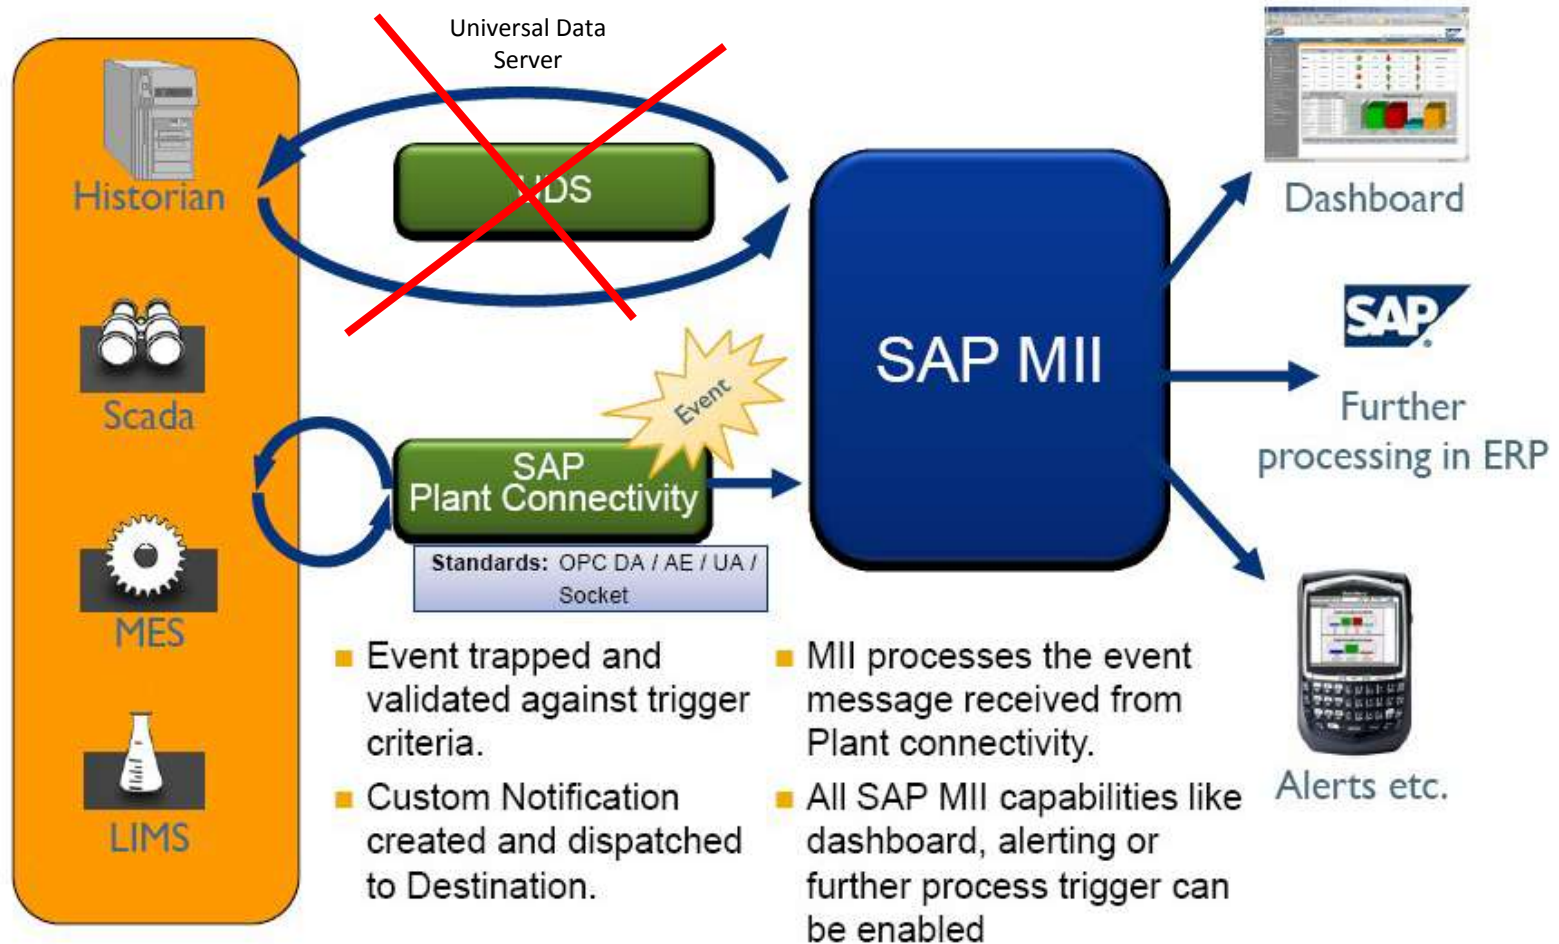 Universal Data
Server
Historian
UDS
Dashboard
SAP MII
SAP
®
Scada
Event
Further
processing in ERP
SAP
Plant Connectivity
Standards: OPC DA / AE / UA /
Socket
MES
LIMS
Event trapped and
validated against trigger
criteria.
Custom Notification
created and dispatched
to Destination.
MII processes the event
message received from
Plant connectivity.
All SAP MII capabilities like
dashboard, alerting or
further process trigger can
be enabled
Alerts etc.